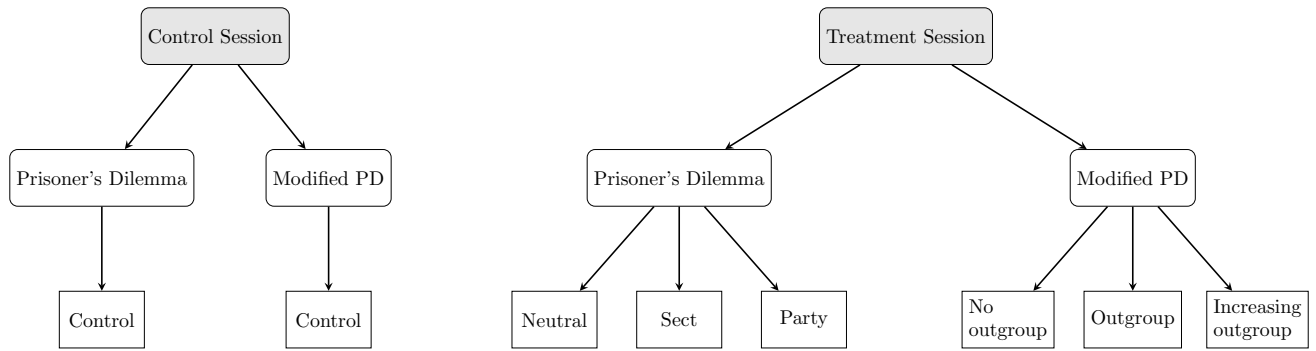 Control Session
Treatment Session
Prisoner's Dilemma
Modified PD
Prisoner's Dilemma
Modified PD
Control
Control
Neutral
Sect
Party
No
outgroup
Outgroup
Increasing
outgroup